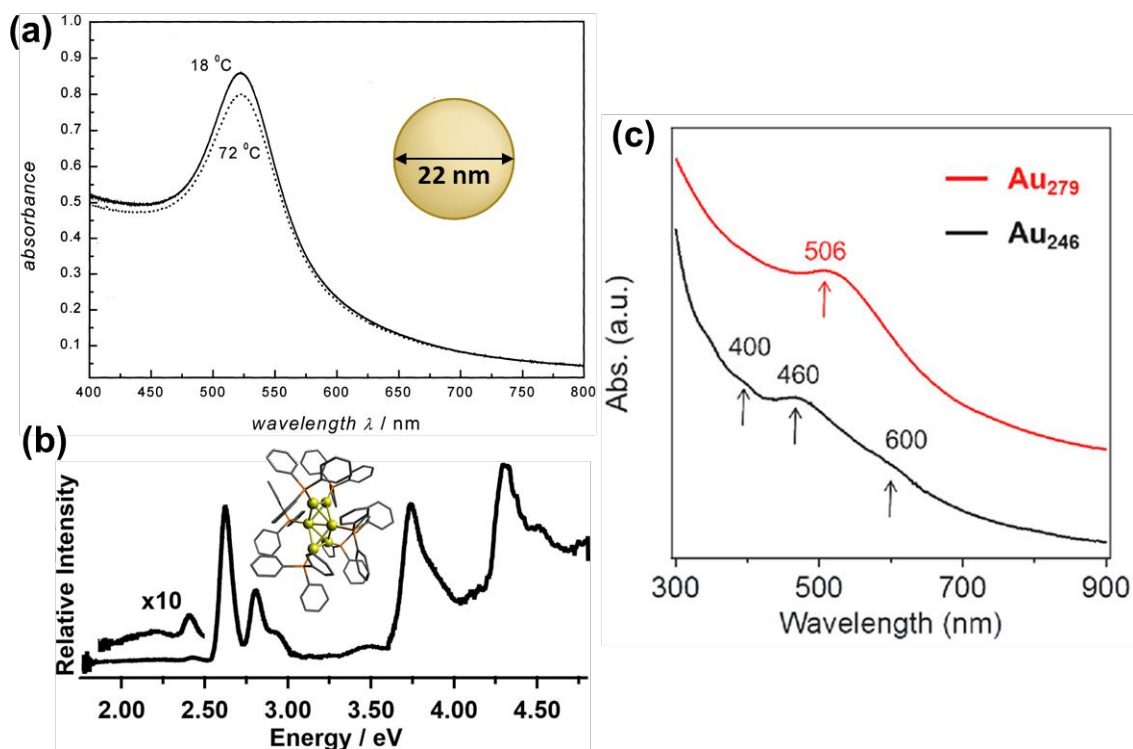 (a)
1.0
0.9
0.8
0.7
0.6
0.5
0.4
0.3
0.2
0.1
absorbance
18 °C
72 °C
22 nm
400 450 500 550 600 650 700 750 800
wavelength λ / nm
(b)
Relative Intensity
x10
2.00 2.50 3.00 3.50 4.00 4.50
Energy / eV
(c)
Au279
Au246
506
400
460
600
Abs. (a.u.)
300 500 700 900
Wavelength (nm)